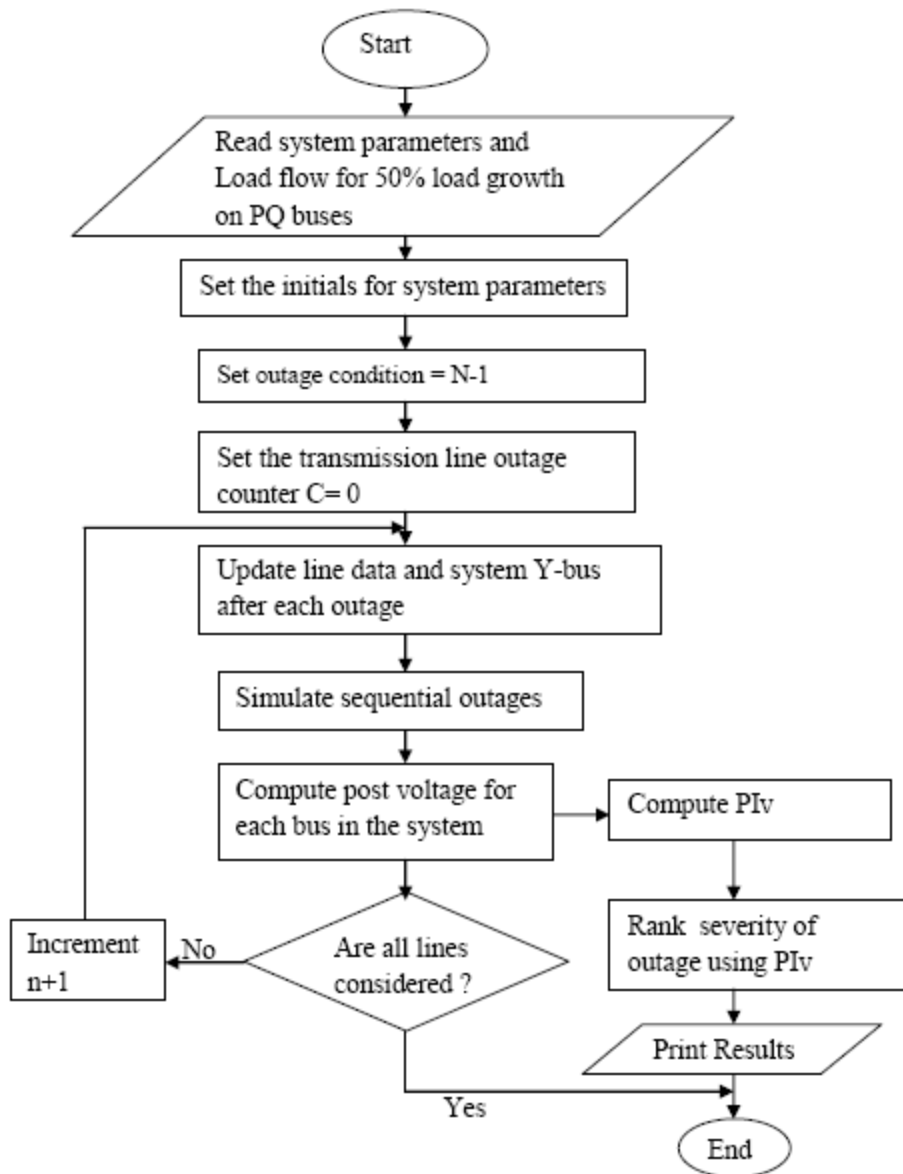 Start
Read system parameters and
Load flow for 50% load growth
on PQ buses
Set the initials for system parameters
Set outage condition = N-1
Set the transmission line outage
counter C= 0
Update line data and system Y-bus
after each outage
Simulate sequential outages
Compute post voltage for
each bus in the system
Compute PIv
Rank severity of
outage using PIv
Print Results
Are all lines
considered ?
No
Increment
n+1
Yes
End